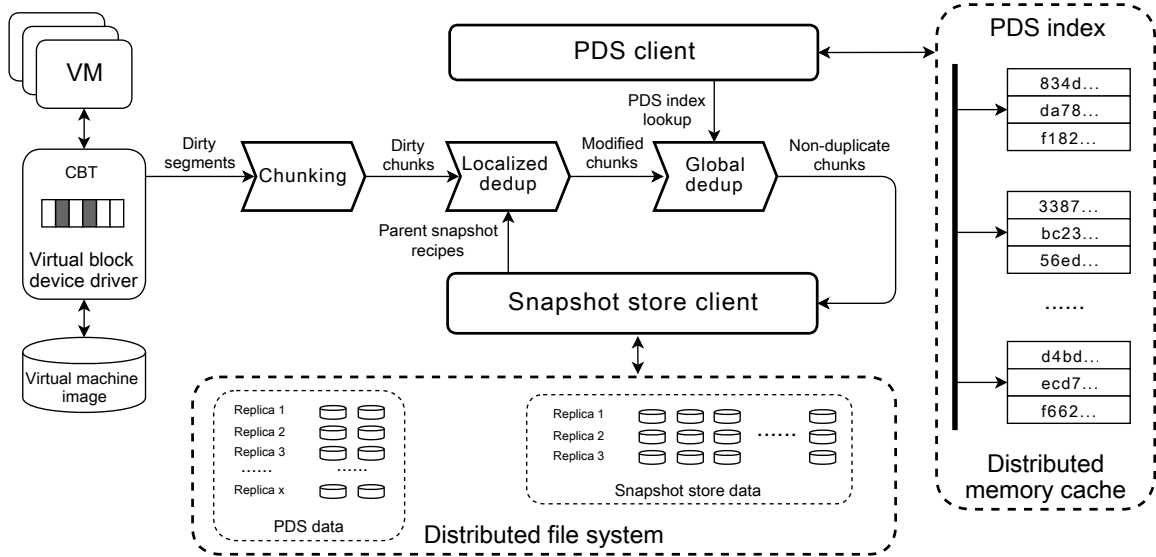 VM
CBT
Virtual block
device driver
Virtual machine
image
Dirty
segments
Chunking
Dirty
chunks
Localized
dedup
Parent snapshot
recipes
Modified
chunks
PDS client
PDS index
lookup
Global
dedup
Non-duplicate
chunks
Snapshot store client
Replica 1
Replica 2
Replica 3
...... ......
Replica x
PDS data
Replica 1
Replica 2
Replica 3
......
Snapshot store data
Distributed file system
PDS index
834d...
da78...
f182...
3387...
bc23...
56ed...
......
d4bd...
ecd7...
f662...
Distributed
memory cache